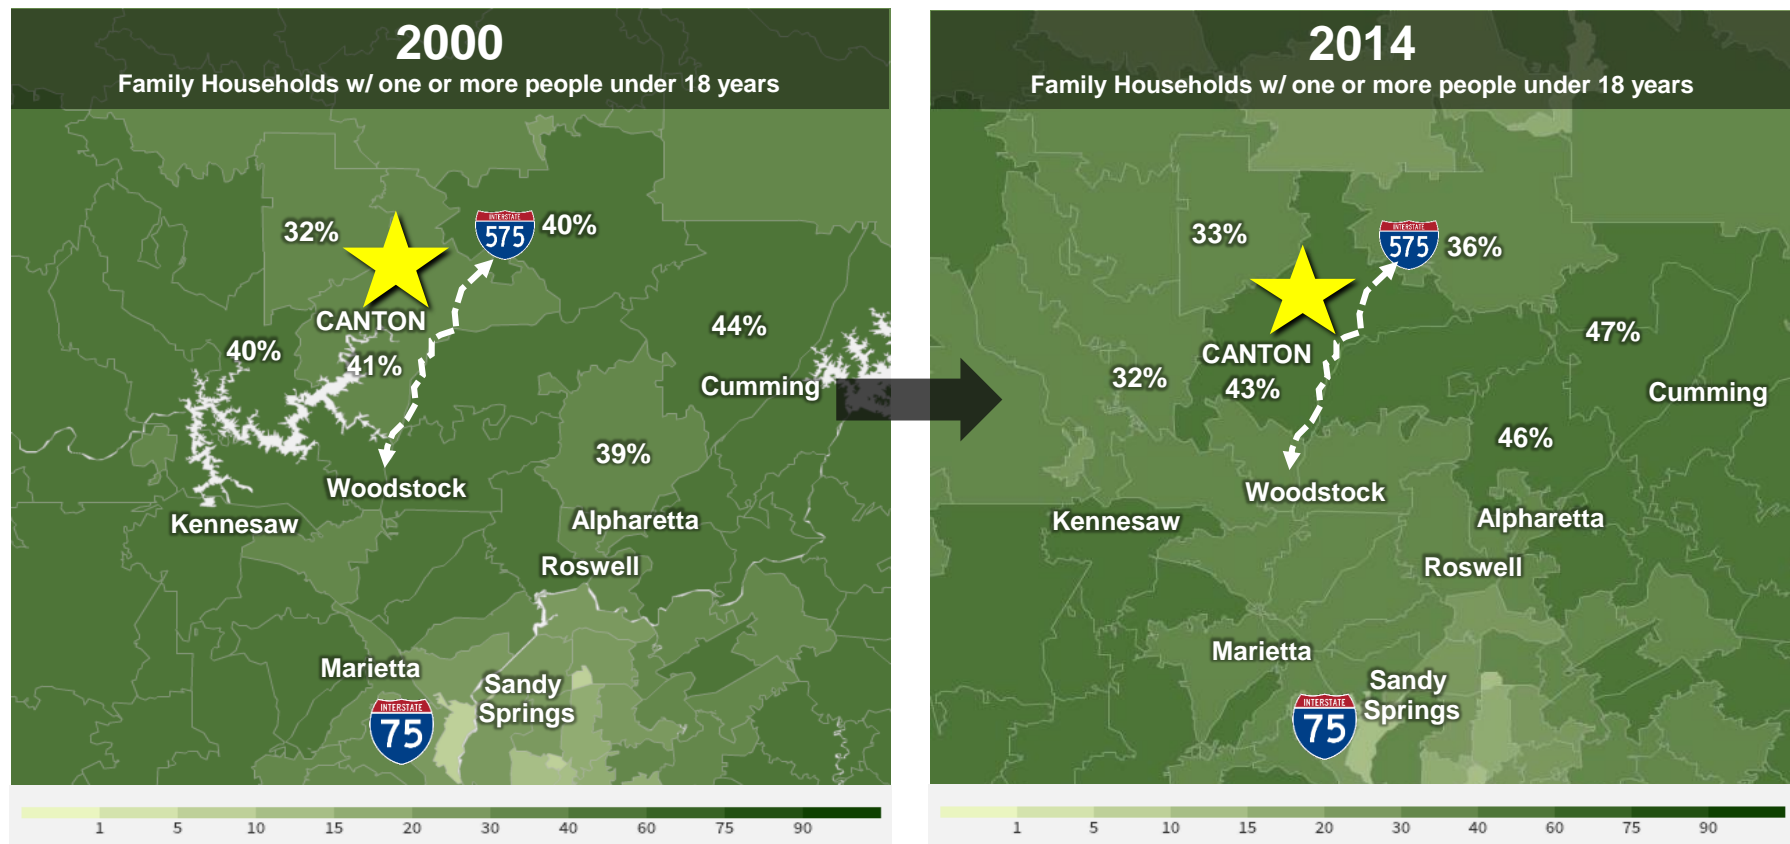 2000
Family Households w/ one or more people under 18 years
32%
INTERSTATE
575
40%
CANTON
40%
41%
44%
Cumming
39%
Woodstock
Kennesaw
Alpharetta
Roswell
Marietta
Sandy
Springs
INTERSTATE
75
1 5 10 15 20 30 40 60 75 90
2014
Family Households w/ one or more people under 18 years
33%
INTERSTATE
575
36%
47%
CANTON
32%
43%
Cumming
46%
Woodstock
Kennesaw
Alpharetta
Roswell
Marietta
Sandy
Springs
INTERSTATE
75
1 5 10 15 20 30 40 60 75 90